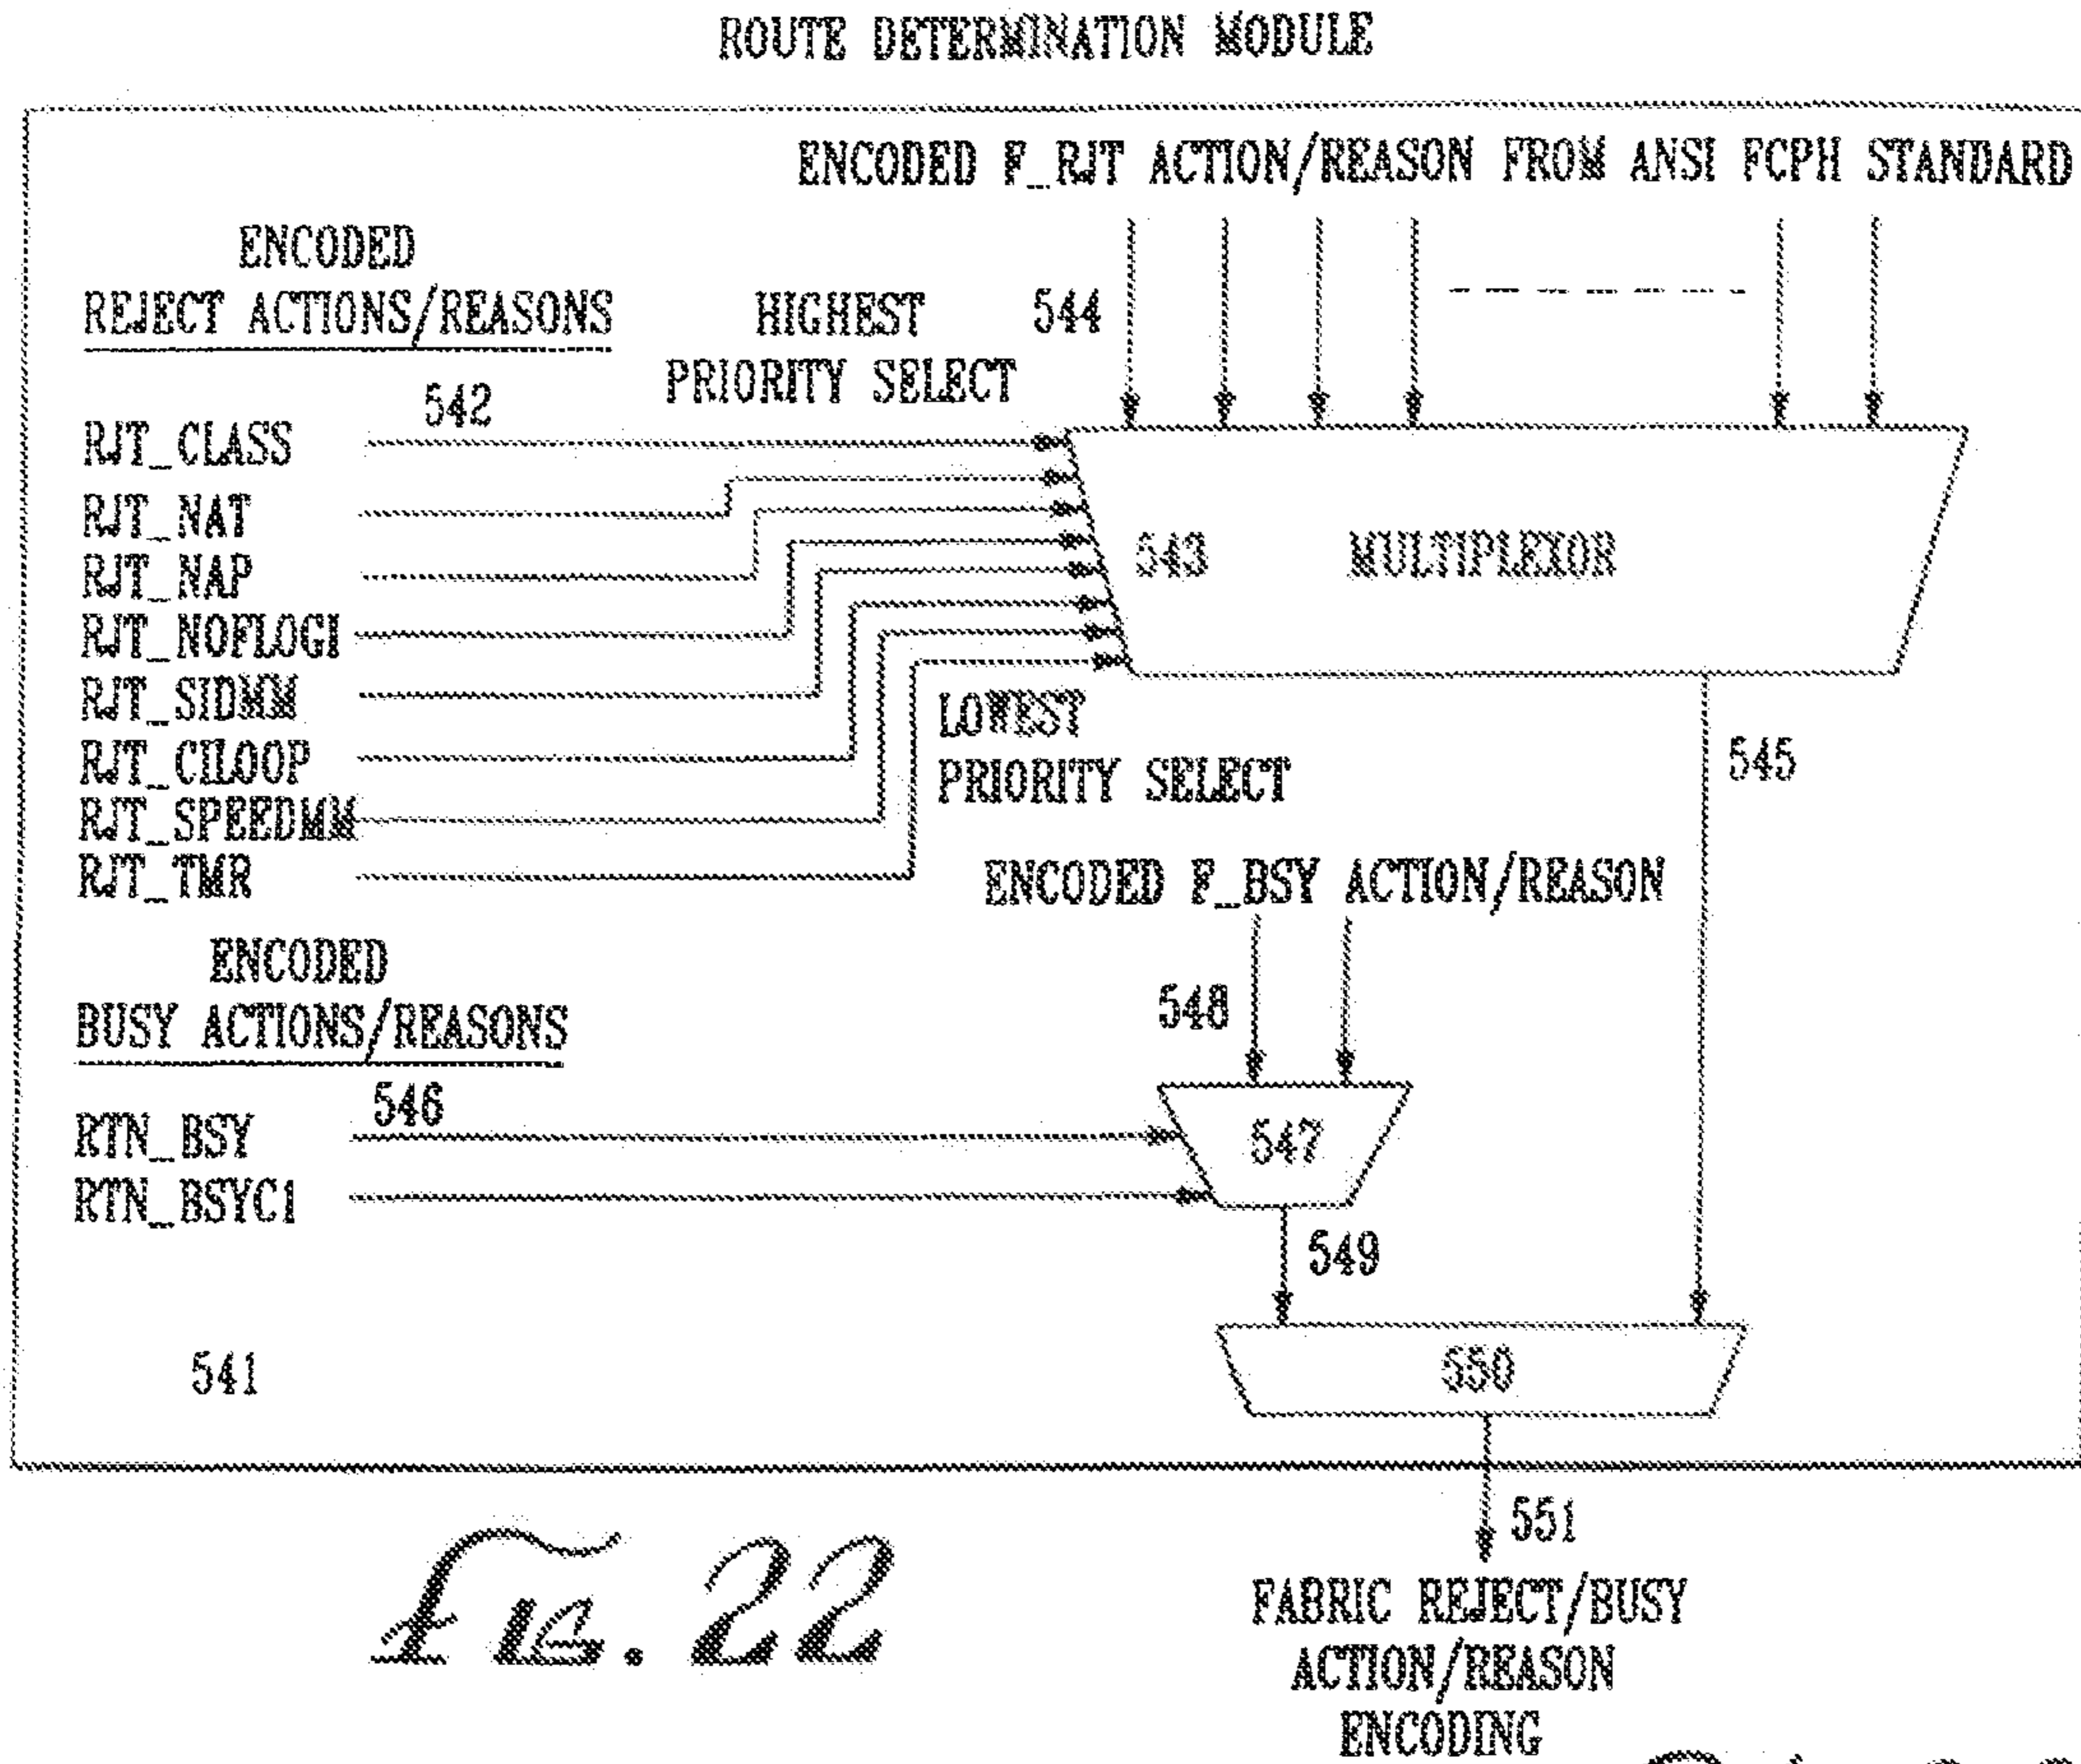 ROUTE DETERMINATION MODULE
ENCODED F_RJT ACTION/REASON FROM ANSI FCPH STANDARD
ENCODED
REJECT ACTIONS/REASONS
HIGHEST
PRIORITY SELECT
544
542
RJT_CLASS
RJT_NAT
RJT_NAP
RJT_NOFLOGI
RJT_SIDMM
RJT_CILOOP
RJT_SPEEDMM
RJT_TMR
543 MULTIPLEXOR
LOWEST
PRIORITY SELECT
545
ENCODED F_BSY ACTION/REASON
ENCODED
BUSY ACTIONS/REASONS
548
546
RTN_BSY
RTN_BSYC1
547
549
541
550
551
FABRIC REJECT/BUSY
ACTION/REASON
ENCODING
FIG. 22